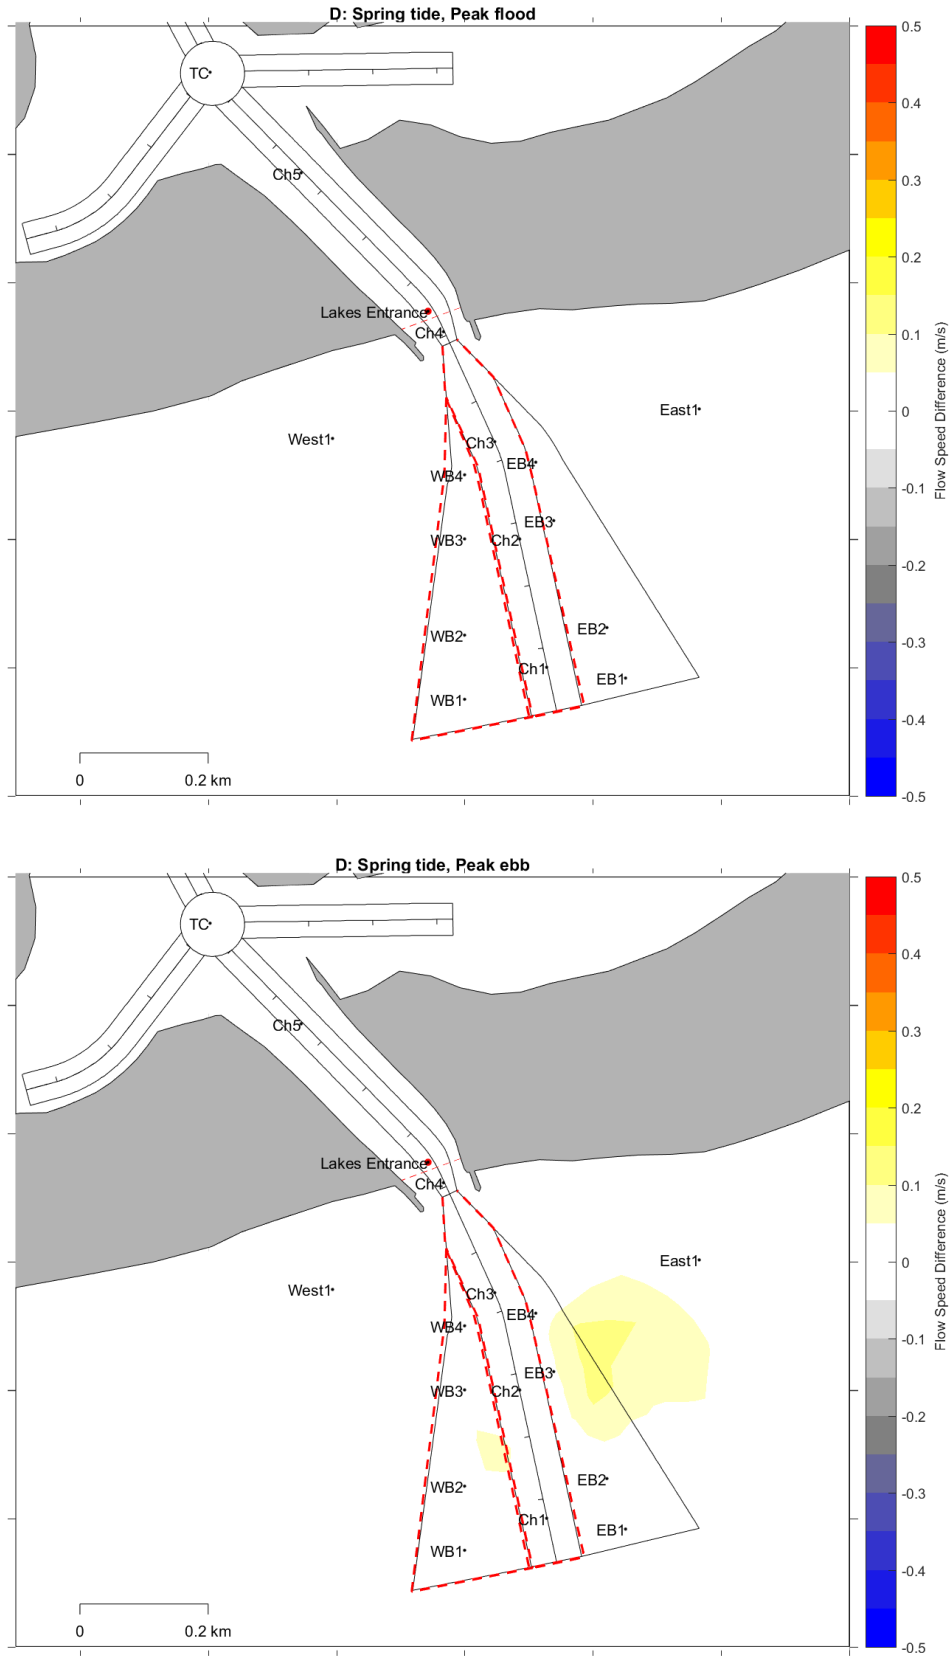 D: Spring tide, Peak flood
TC
Ch5
Lakes Entrance
Ch4
East1
West1
Ch3
EB4
WB4
EB3
WB3
Ch2
EB2
WB2
Ch1
EB1
WB1
0
0.2 km
0.5
0.4
0.3
0.2
0.1
0
-0.1
-0.2
-0.3
-0.4
-0.5
Flow Speed Difference (m/s)
D: Spring tide, Peak ebb
TC
Ch5
Lakes Entrance
Ch4
East1
West1
Ch3
EB4
WB4
EB3
WB3
Ch2
EB2
WB2
Ch1
EB1
WB1
0
0.2 km
0.5
0.4
0.3
0.2
0.1
0
-0.1
-0.2
-0.3
-0.4
-0.5
Flow Speed Difference (m/s)